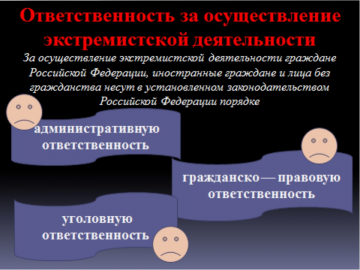 Ответственность за осуществление
экстремистской деятельности
За осуществление экстремистской деятельности граждане
Российской Федерации, иностранные граждане и лица без
гражданства несут в установленном законодательством
Российской Федерации порядке
административную
ответственность
гражданско — правовую
ответственность
уголовную
ответственность